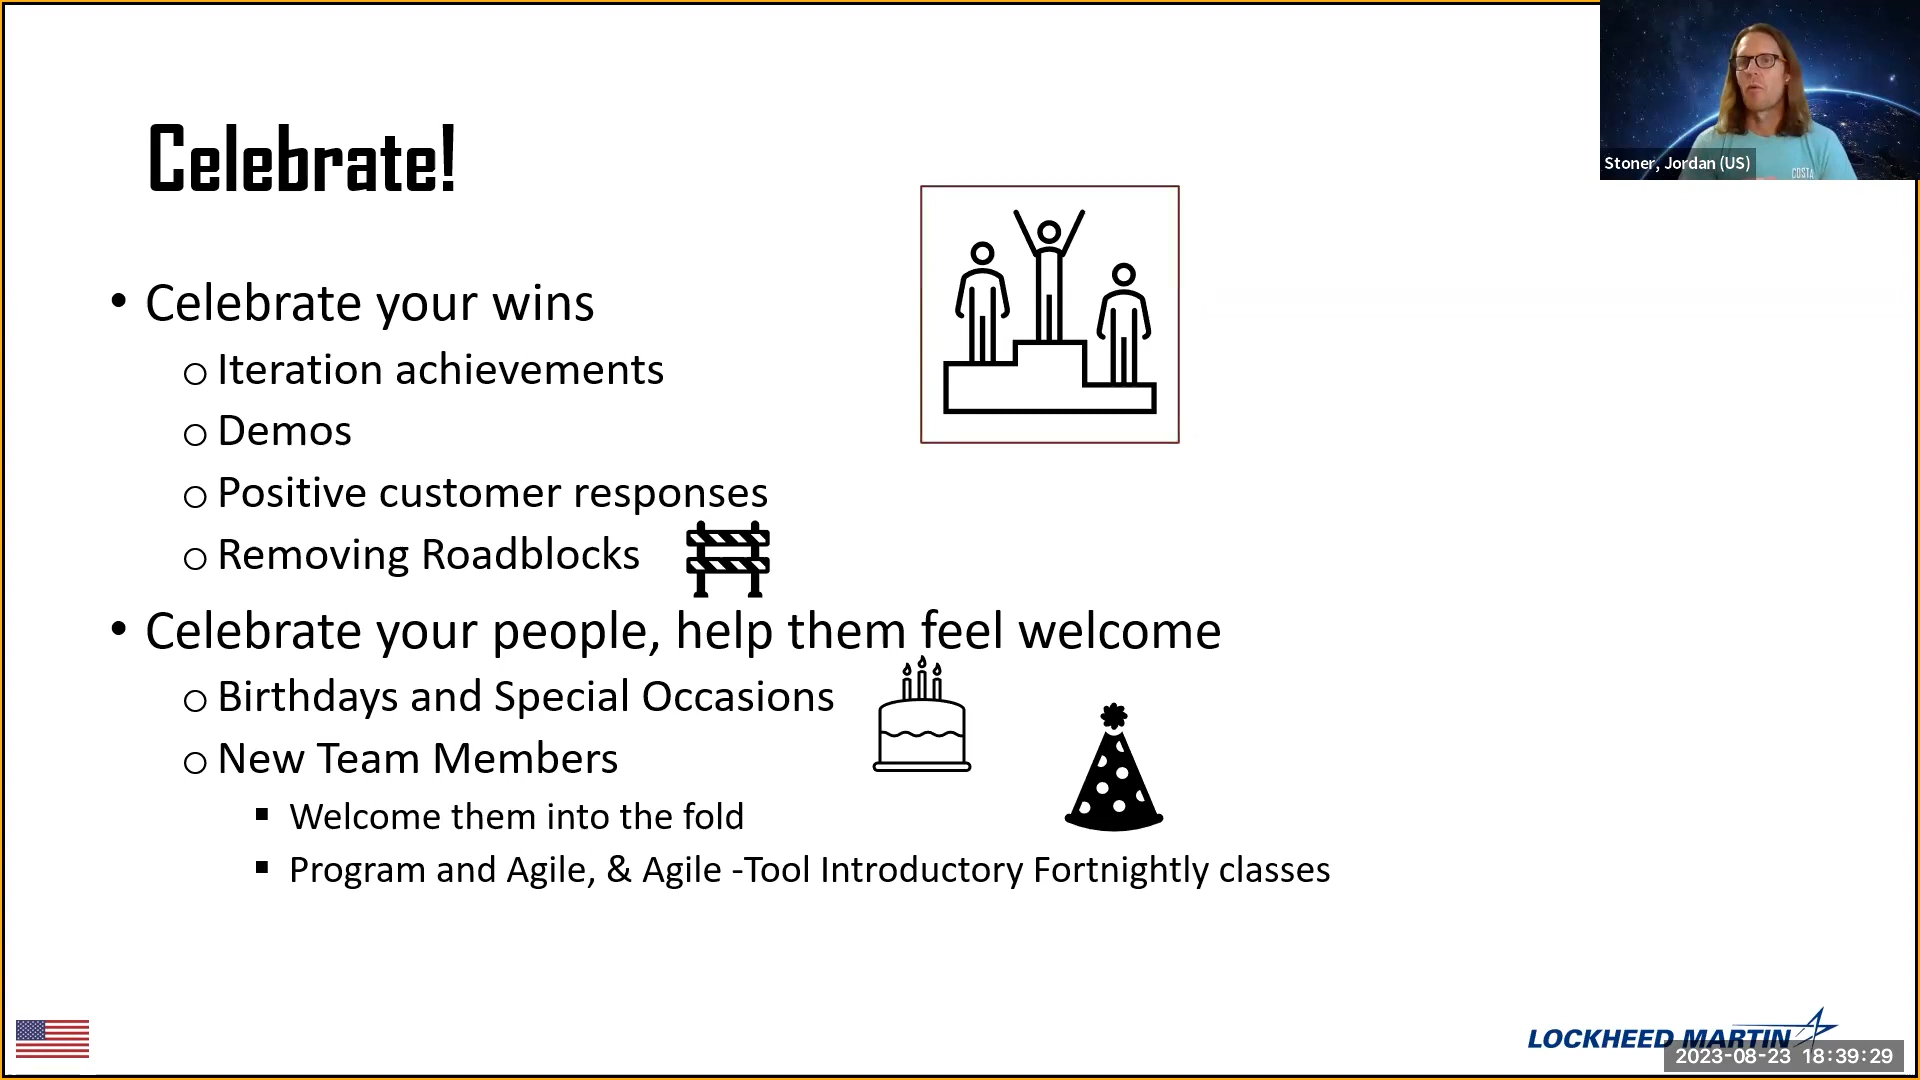 Celebrate!
Stoner, Jordan (US)
COSTA
• Celebrate your wins
o Iteration achievements
o Demos
o Positive customer responses
o Removing Roadblocks
• Celebrate your people, help them feel welcome
o Birthdays and Special Occasions
o New Team Members
▪ Welcome them into the fold
▪ Program and Agile, & Agile -Tool Introductory Fortnightly classes
LOCKHEED MARTIN
2023-08-23 18:39:29